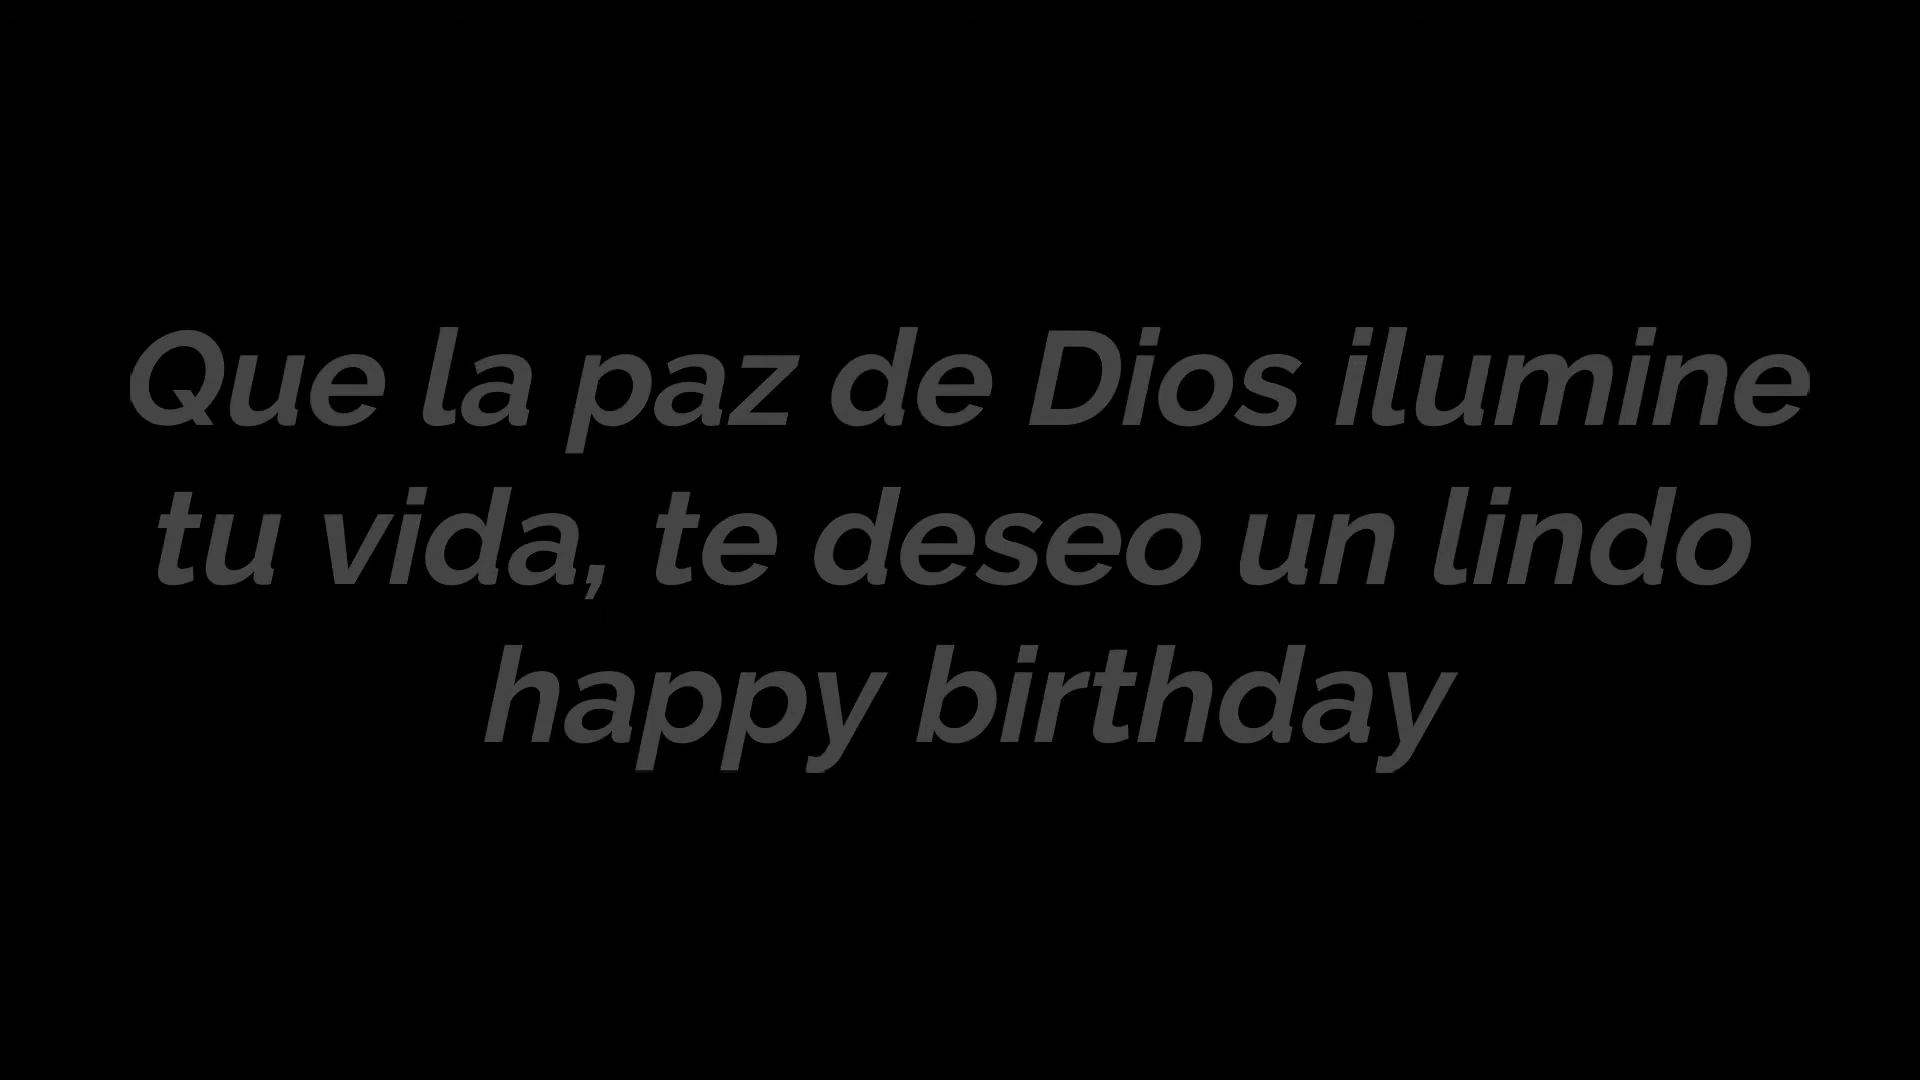 Que la paz de Dios ilumine
tu vida, te deseo un lindo
happy birthday